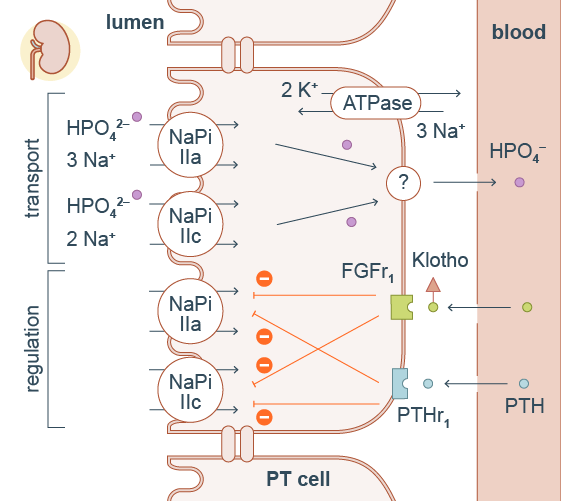 lumen
blood
2 K⁺
ATPase
3 Na⁺
transport
HPO₄²⁻
3 Na⁺
NaPi
IIa
HPO₄⁻
?
HPO₄²⁻
2 Na⁺
NaPi
IIc
FGFr₁
Klotho
regulation
NaPi
IIa
NaPi
IIc
PTHr₁
PTH
PT cell